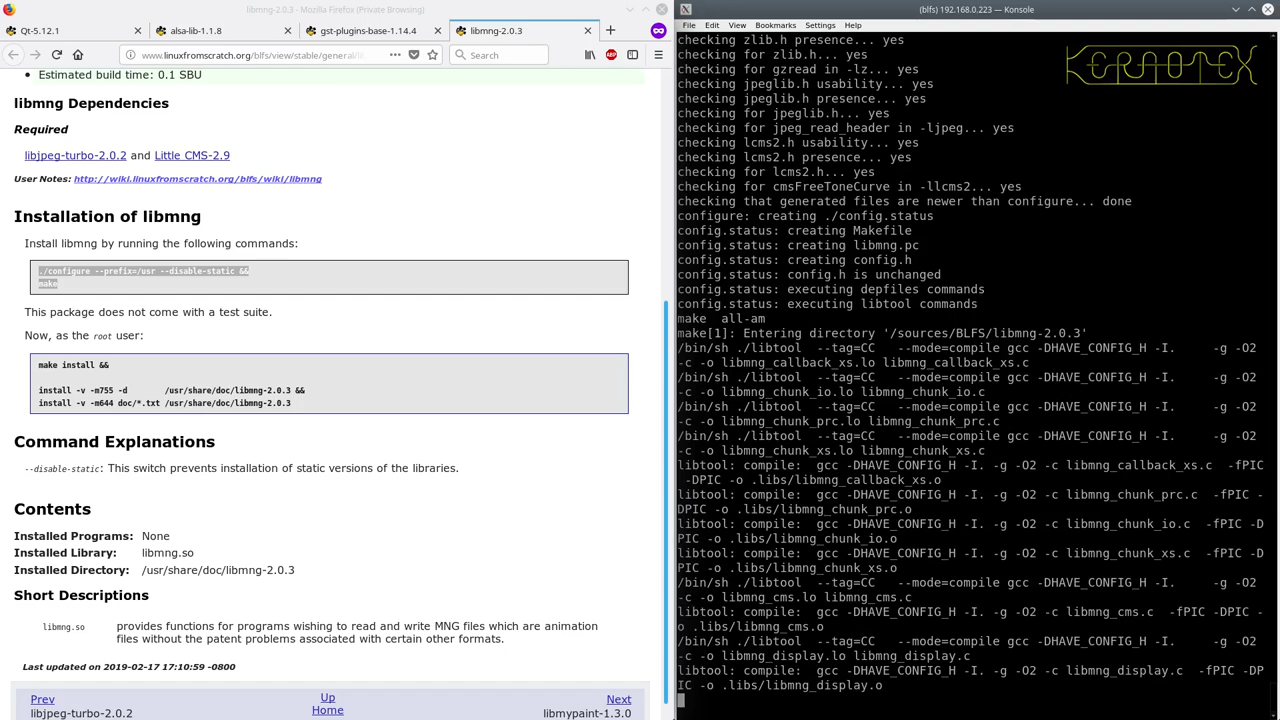 libmng-2.0.3 - Mozilla Firefox (Private Browsing)
Qt-5.12.1
alsa-lib-1.1.8
gst-plugins-base-1.14.4
libmng-2.0.3
www.linuxfromscratch.org/blfs/view/stable/general/li
Search
ABP
Estimated build time: 0.1 SBU
libmng Dependencies
Required
libjpeg-turbo-2.0.2 and Little CMS-2.9
User Notes: http://wiki.linuxfromscratch.org/blfs/wiki/libmng
Installation of libmng
Install libmng by running the following commands:
./configure --prefix=/usr --disable-static &&
make
This package does not come with a test suite.
Now, as the root user:
make install &&
install -v -m755 -d        /usr/share/doc/libmng-2.0.3 &&
install -v -m644 doc/*.txt /usr/share/doc/libmng-2.0.3
Command Explanations
--disable-static: This switch prevents installation of static versions of the libraries.
Contents
Installed Programs: None
Installed Library: libmng.so
Installed Directory: /usr/share/doc/libmng-2.0.3
Short Descriptions
libmng.so provides functions for programs wishing to read and write MNG files which are animation
files without the patent problems associated with certain other formats.
Last updated on 2019-02-17 17:10:59 -0800
Prev Up Next
libjpeg-turbo-2.0.2 Home libmypaint-1.3.0
(blfs) 192.168.0.223 — Konsole
File Edit View Bookmarks Settings Help
KERNOTEX
checking zlib.h presence... yes
checking for zlib.h... yes
checking for gzread in -lz... yes
checking jpeglib.h usability... yes
checking jpeglib.h presence... yes
checking for jpeglib.h... yes
checking for jpeg_read_header in -ljpeg... yes
checking lcms2.h usability... yes
checking lcms2.h presence... yes
checking for lcms2.h... yes
checking for cmsFreeToneCurve in -llcms2... yes
checking that generated files are newer than configure... done
configure: creating ./config.status
config.status: creating Makefile
config.status: creating libmng.pc
config.status: creating config.h
config.status: config.h is unchanged
config.status: executing depfiles commands
config.status: executing libtool commands
make  all-am
make[1]: Entering directory '/sources/BLFS/libmng-2.0.3'
/bin/sh ./libtool  --tag=CC   --mode=compile gcc -DHAVE_CONFIG_H -I.     -g -O2
-c -o libmng_callback_xs.lo libmng_callback_xs.c
/bin/sh ./libtool  --tag=CC   --mode=compile gcc -DHAVE_CONFIG_H -I.     -g -O2
-c -o libmng_chunk_io.lo libmng_chunk_io.c
/bin/sh ./libtool  --tag=CC   --mode=compile gcc -DHAVE_CONFIG_H -I.     -g -O2
-c -o libmng_chunk_prc.lo libmng_chunk_prc.c
/bin/sh ./libtool  --tag=CC   --mode=compile gcc -DHAVE_CONFIG_H -I.     -g -O2
-c -o libmng_chunk_xs.lo libmng_chunk_xs.c
libtool: compile:  gcc -DHAVE_CONFIG_H -I. -g -O2 -c libmng_callback_xs.c  -fPIC
 -DPIC -o .libs/libmng_callback_xs.o
libtool: compile:  gcc -DHAVE_CONFIG_H -I. -g -O2 -c libmng_chunk_prc.c  -fPIC -
DPIC -o .libs/libmng_chunk_prc.o
libtool: compile:  gcc -DHAVE_CONFIG_H -I. -g -O2 -c libmng_chunk_io.c  -fPIC -D
PIC -o .libs/libmng_chunk_io.o
libtool: compile:  gcc -DHAVE_CONFIG_H -I. -g -O2 -c libmng_chunk_xs.c  -fPIC -D
PIC -o .libs/libmng_chunk_xs.o
/bin/sh ./libtool  --tag=CC   --mode=compile gcc -DHAVE_CONFIG_H -I.     -g -O2
-c -o libmng_cms.lo libmng_cms.c
libtool: compile:  gcc -DHAVE_CONFIG_H -I. -g -O2 -c libmng_cms.c  -fPIC -DPIC -
o .libs/libmng_cms.o
/bin/sh ./libtool  --tag=CC   --mode=compile gcc -DHAVE_CONFIG_H -I.     -g -O2
-c -o libmng_display.lo libmng_display.c
libtool: compile:  gcc -DHAVE_CONFIG_H -I. -g -O2 -c libmng_display.c  -fPIC -DP
IC -o .libs/libmng_display.o